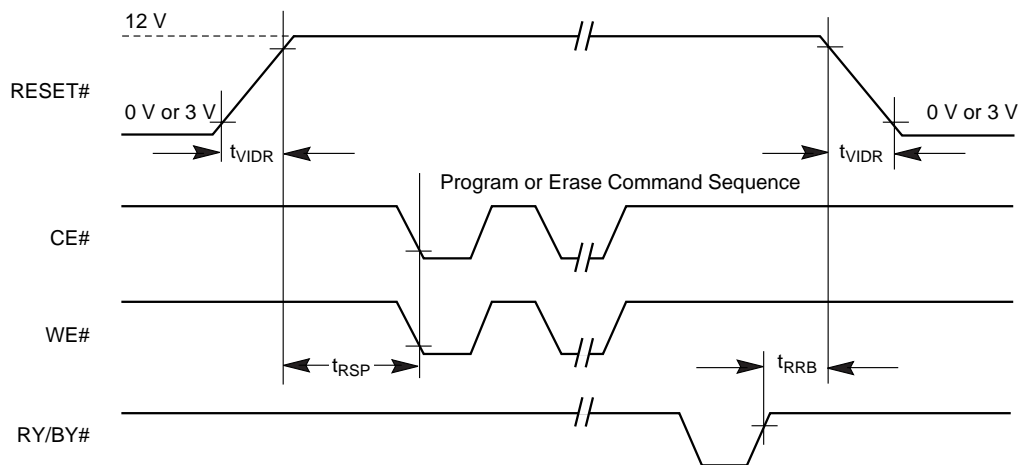 12 V
RESET#
0 V or 3 V
0 V or 3 V
tVIDR
tVIDR
Program or Erase Command Sequence
CE#
WE#
tRSP
tRRB
RY/BY#